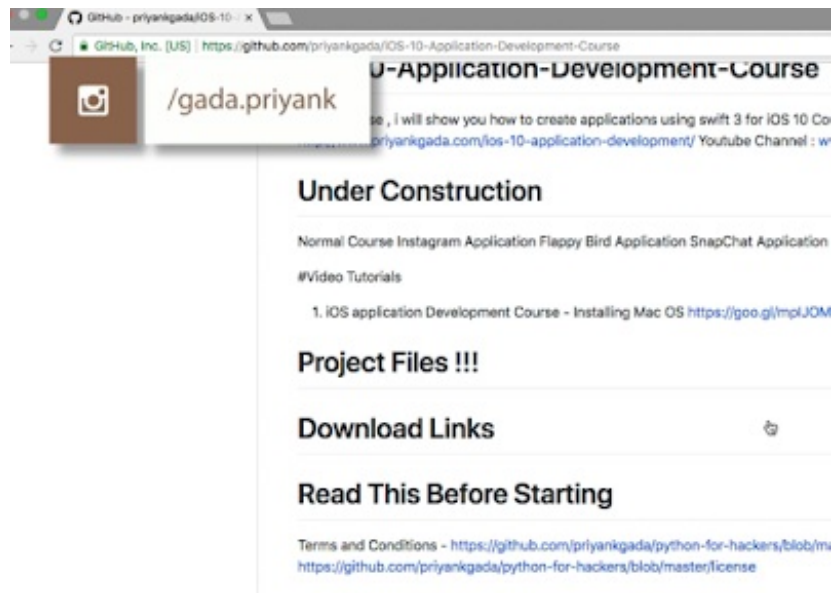 GitHub - priyankgada/iOS-10-
GitHub, Inc. [US] | https://github.com/priyankgada/iOS-10-Application-Development-Course
/gada.priyank
-Application-Development-Course
, i will show you how to create applications using swift 3 for iOS 10
priyankgada.com/ios-10-application-development/ Youtube Channel :
Under Construction
Normal Course Instagram Application Flappy Bird Application SnapChat Application
#Video Tutorials
1. iOS application Development Course - Installing Mac OS
Project Files !!!
Download Links
Read This Before Starting
Terms and Conditions - https://github.com/priyankgada/python-for-hackers/blob/ma
https://github.com/priyankgada/python-for-hackers/blob/master/license